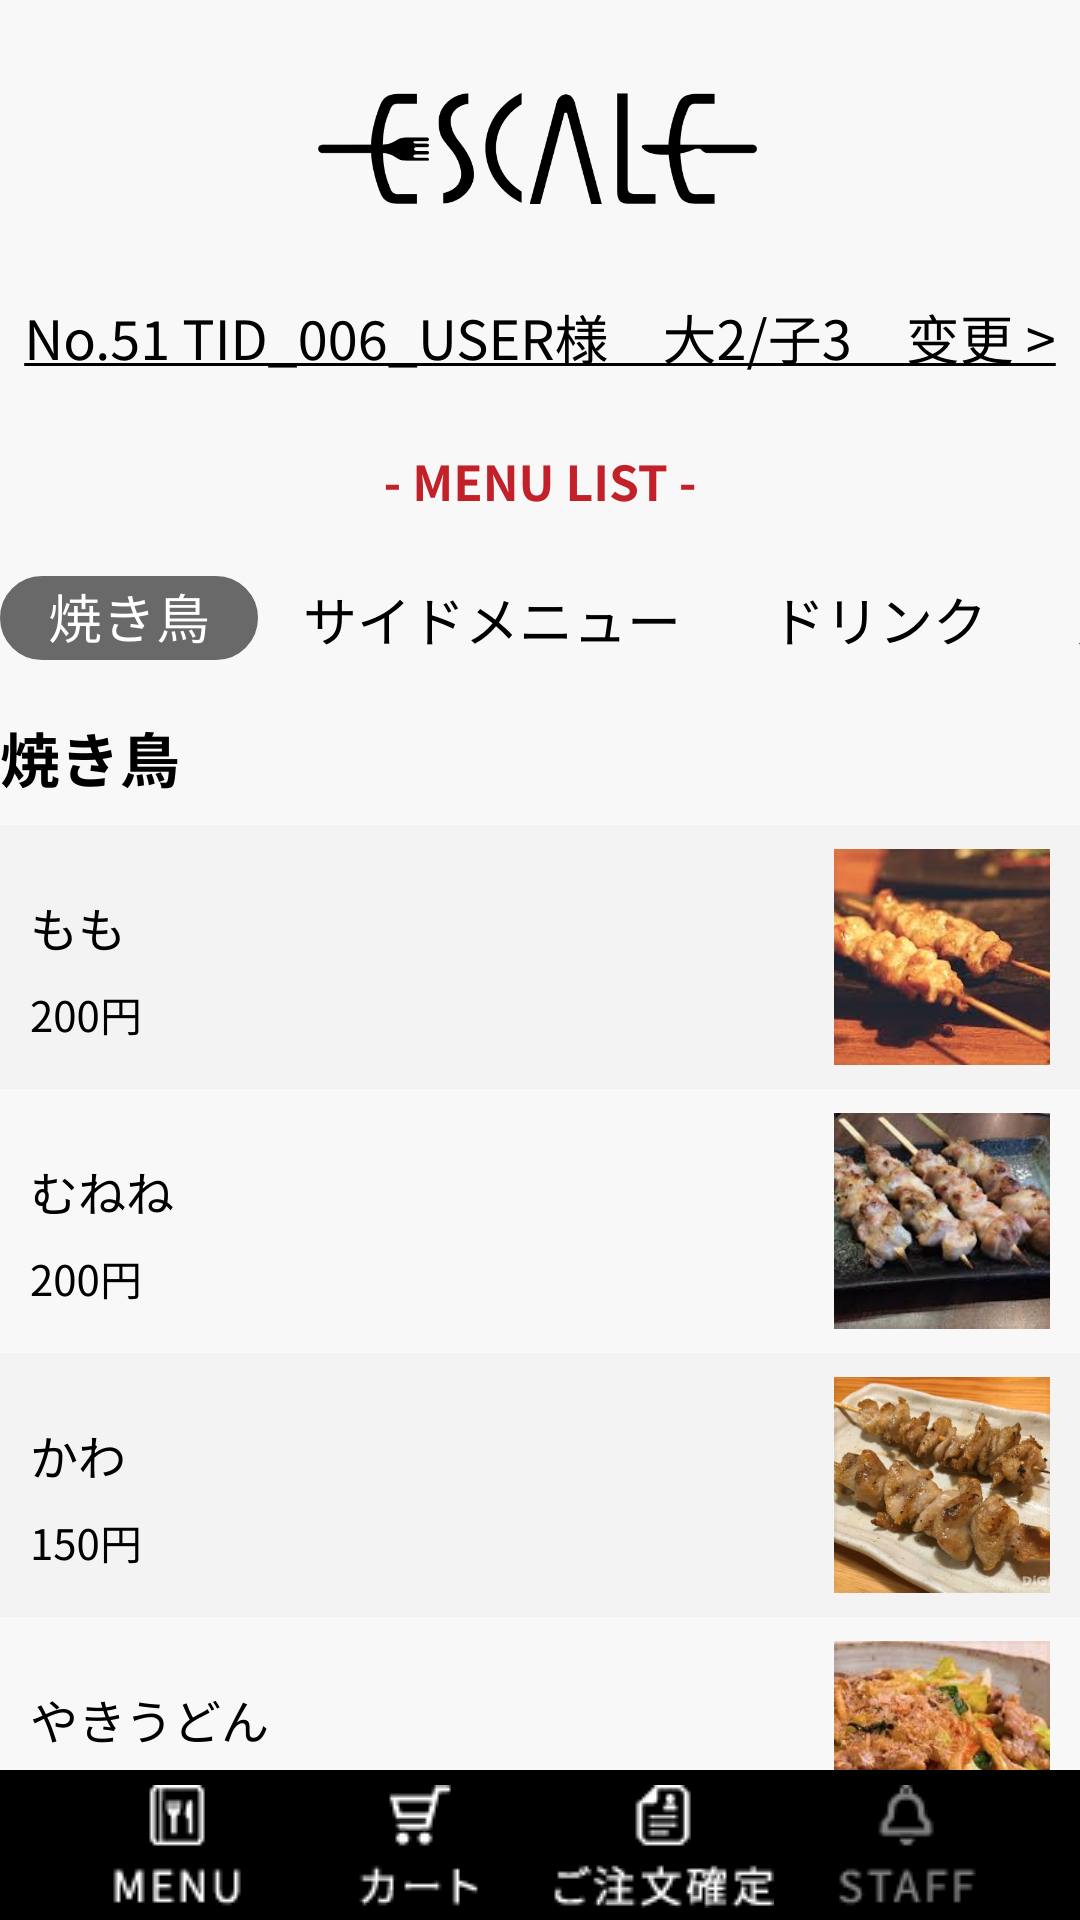 ESCALE
No.51 TID_006_USER様　大2/子3　変更 >
- MENU LIST -
焼き鳥　サイドメニュー　ドリンク
焼き鳥
もも
200円
むねね
200円
かわ
150円
やきうどん
MENU　カート　ご注文確定　STAFF